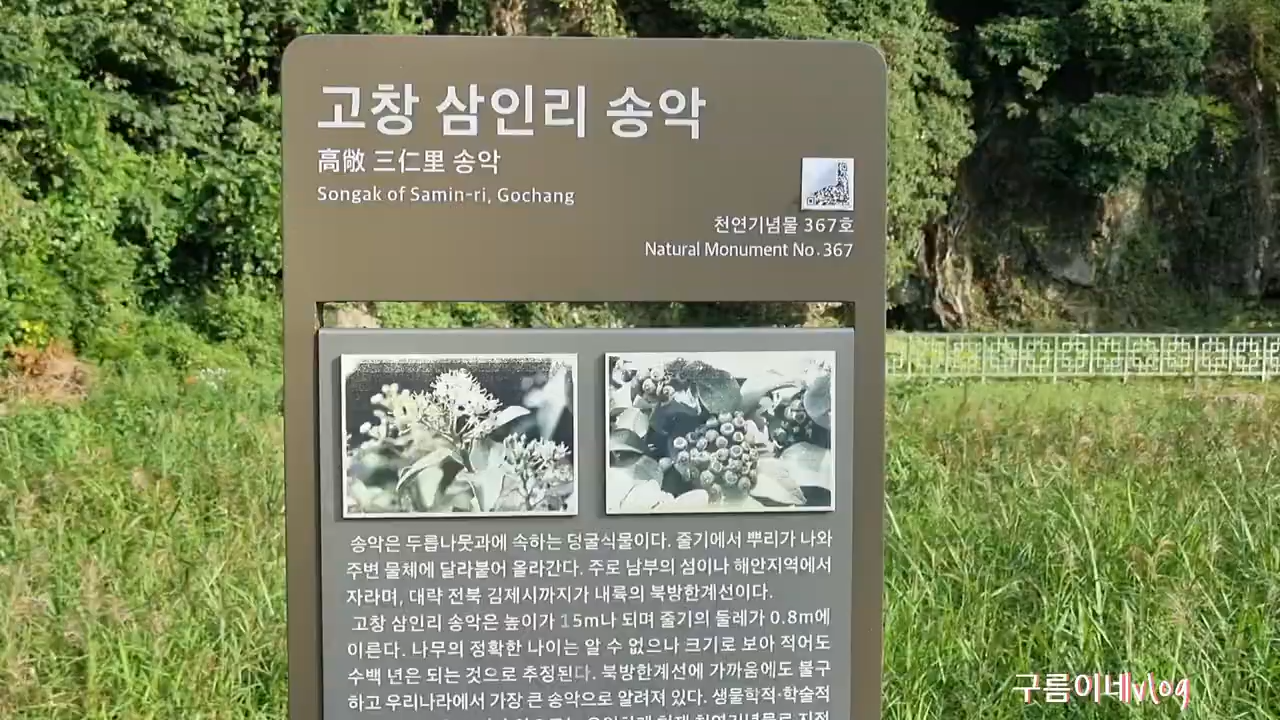 고창 삼인리 송악
高敞 三仁里 송악
Songak of Samin-ri, Gochang
천연기념물 367호
Natural Monument No.367
송악은 두릅나뭇과에 속하는 덩굴식물이다. 줄기에서 뿌리가 나와
주변 물체에 달라붙어 올라간다. 주로 남부의 섬이나 해안지역에서
자라며, 대략 전북 김제시까지가 내륙의 북방한계선이다.
고창 삼인리 송악은 높이가 15m나 되며 줄기의 둘레가 0.8m에
이른다. 나무의 정확한 나이는 알 수 없으나 크기로 보아 적어도
수백 년은 되는 것으로 추정된다. 북방한계선에 가까움에도 불구
하고 우리나라에서 가장 큰 송악으로 알려져 있다. 생물학적·학술적
천연기념물로 지정
구름이네vlog